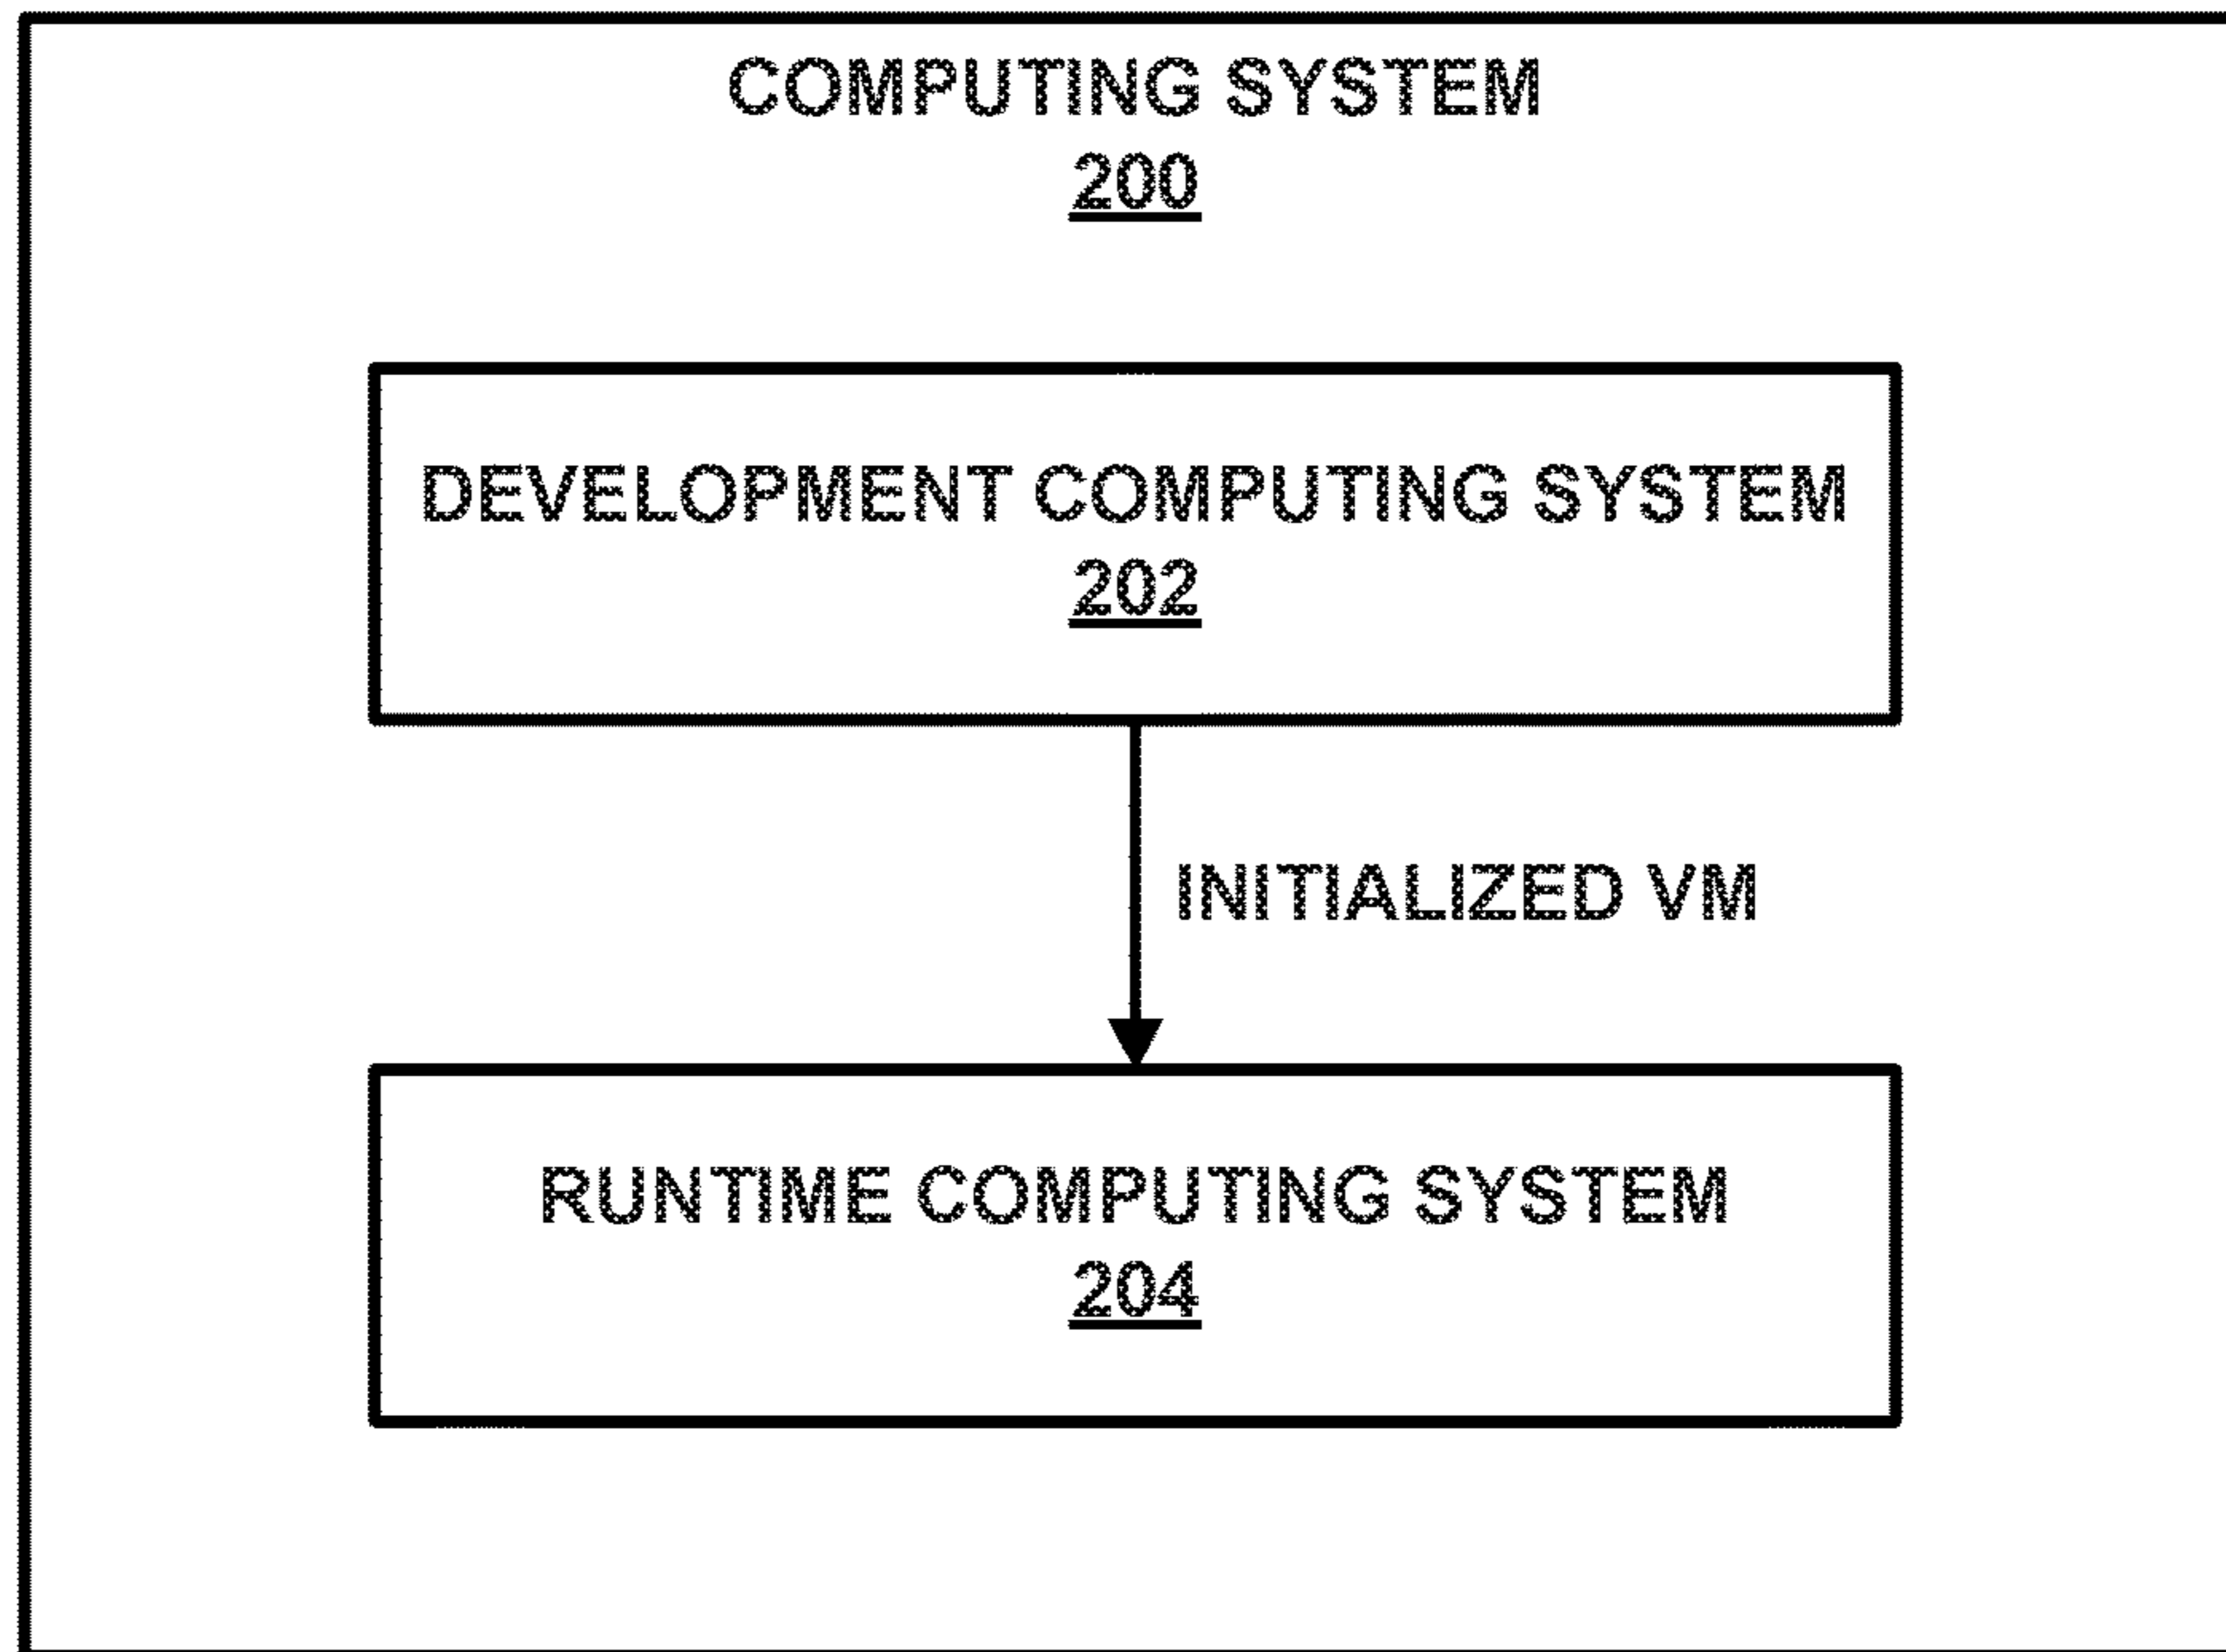 COMPUTING SYSTEM
200
DEVELOPMENT COMPUTING SYSTEM
202
INITIALIZED VM
RUNTIME COMPUTING SYSTEM
204